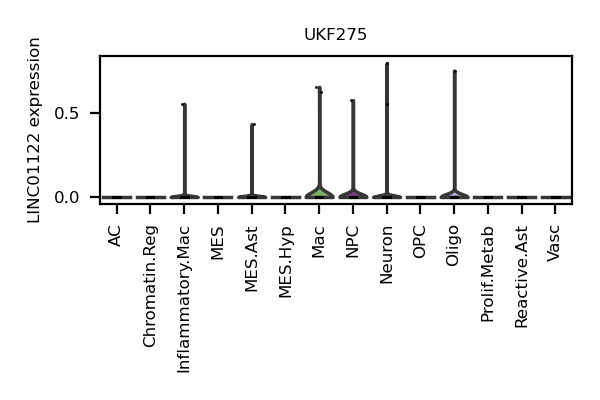 UKF275
LINC01122 expression
0.5
0.0
AC
Chromatin.Reg
Inflammatory.Mac
MES
MES.Ast
MES.Hyp
Mac
NPC
Neuron
OPC
Oligo
Prolif.Metab
Reactive.Ast
Vasc